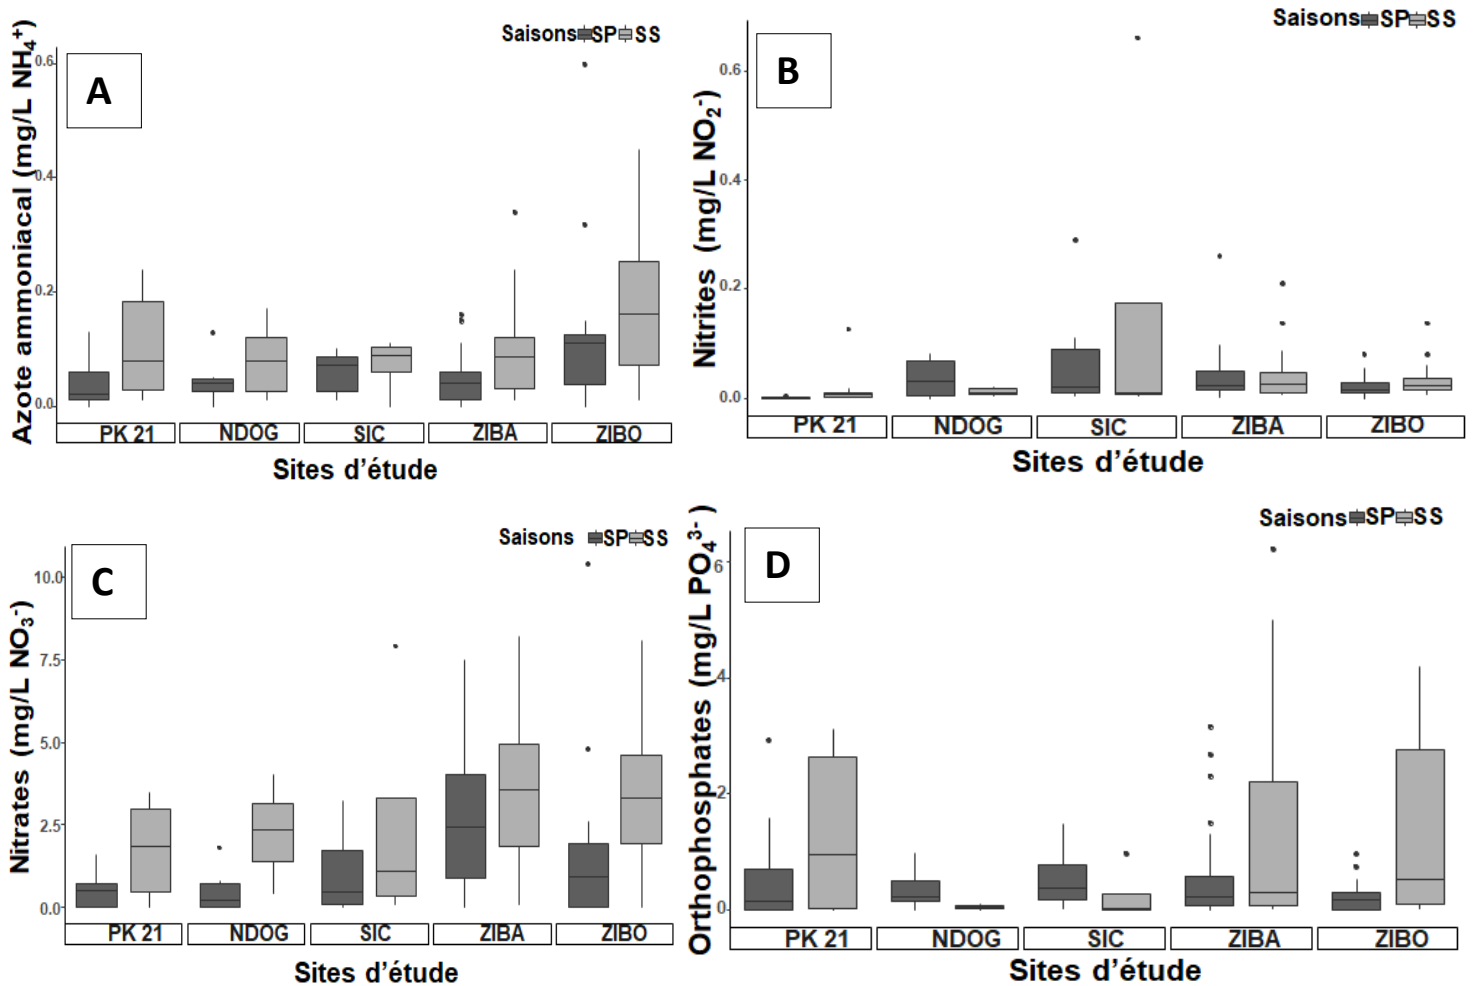 Saisons SP SS
A
Azote ammoniacal (mg/L NH₄⁺)
0.6
0.4
0.2
0.0
PK 21 NDOG SIC ZIBA ZIBO
Sites d’étude
Saisons SP SS
B
Nitrites (mg/L NO₂⁻)
0.6
0.4
0.2
0.0
PK 21 NDOG SIC ZIBA ZIBO
Sites d’étude
Saisons SP SS
C
Nitrates (mg/L NO₃⁻)
10.0
7.5
5.0
2.5
0.0
PK 21 NDOG SIC ZIBA ZIBO
Sites d’étude
Saisons SP SS
D
Orthophosphates (mg/L PO₄³⁻)
6
4
2
0
PK 21 NDOG SIC ZIBA ZIBO
Sites d’étude